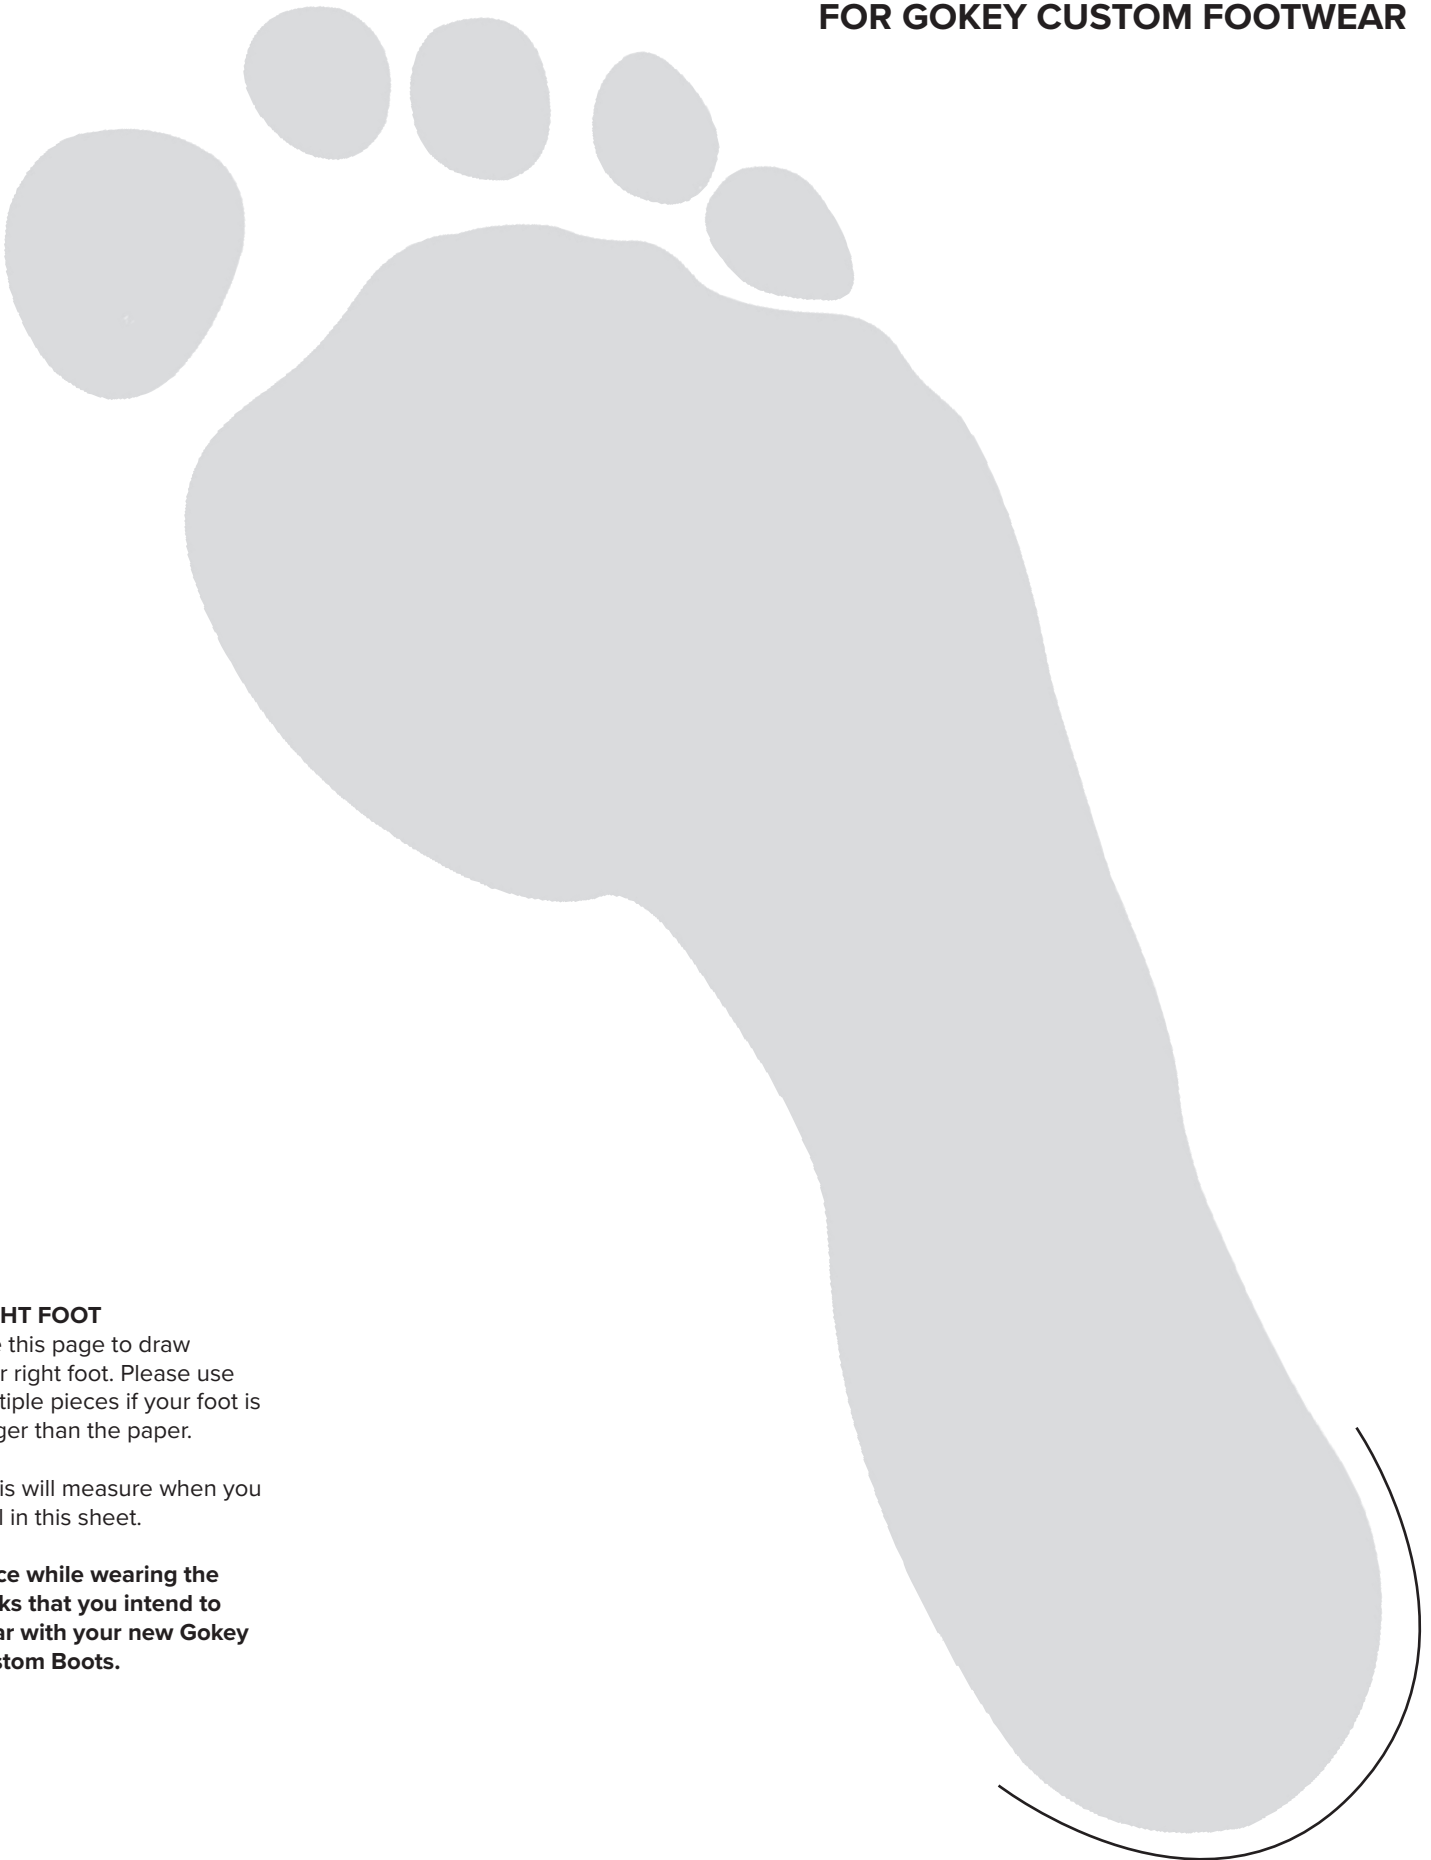 FOR GOKEY CUSTOM FOOTWEAR
HT FOOT
this page to draw
r right foot. Please use
tiple pieces if your foot is
ger than the paper.
is will measure when you
l in this sheet.
ce while wearing the
ks that you intend to
ar with your new Gokey
stom Boots.